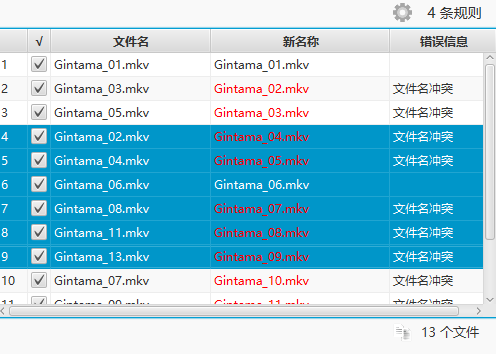 4 条规则
√ 文件名 新名称 错误信息
1 Gintama_01.mkv Gintama_01.mkv
2 Gintama_03.mkv Gintama_02.mkv 文件名冲突
3 Gintama_05.mkv Gintama_03.mkv 文件名冲突
4 Gintama_02.mkv Gintama_04.mkv 文件名冲突
5 Gintama_04.mkv Gintama_05.mkv 文件名冲突
6 Gintama_06.mkv Gintama_06.mkv
7 Gintama_08.mkv Gintama_07.mkv 文件名冲突
8 Gintama_11.mkv Gintama_08.mkv 文件名冲突
9 Gintama_13.mkv Gintama_09.mkv 文件名冲突
10 Gintama_07.mkv Gintama_10.mkv 文件名冲突
11 Gintama_09.mkv Gintama_11.mkv 文件名冲突
13 个文件